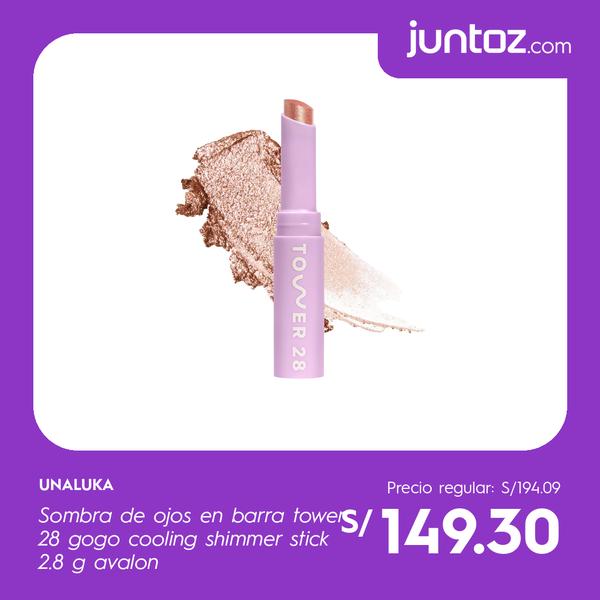 juntoz.com
TOWER 28
UNALUKA
Sombra de ojos en barra tower
28 gogo cooling shimmer stick
2.8 g avalon
Precio regular: S/194.09
S/149.30